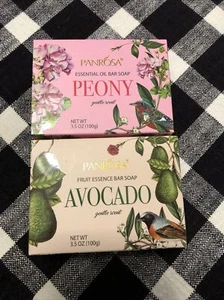 PANROSA
ESSENTIAL OIL BAR SOAP
PEONY
gentle scent
NET WT
3.5 OZ (100g)
PANROSA
FRUIT ESSENCE BAR SOAP
AVOCADO
gentle scent
NET WT
3.5 OZ (100g)